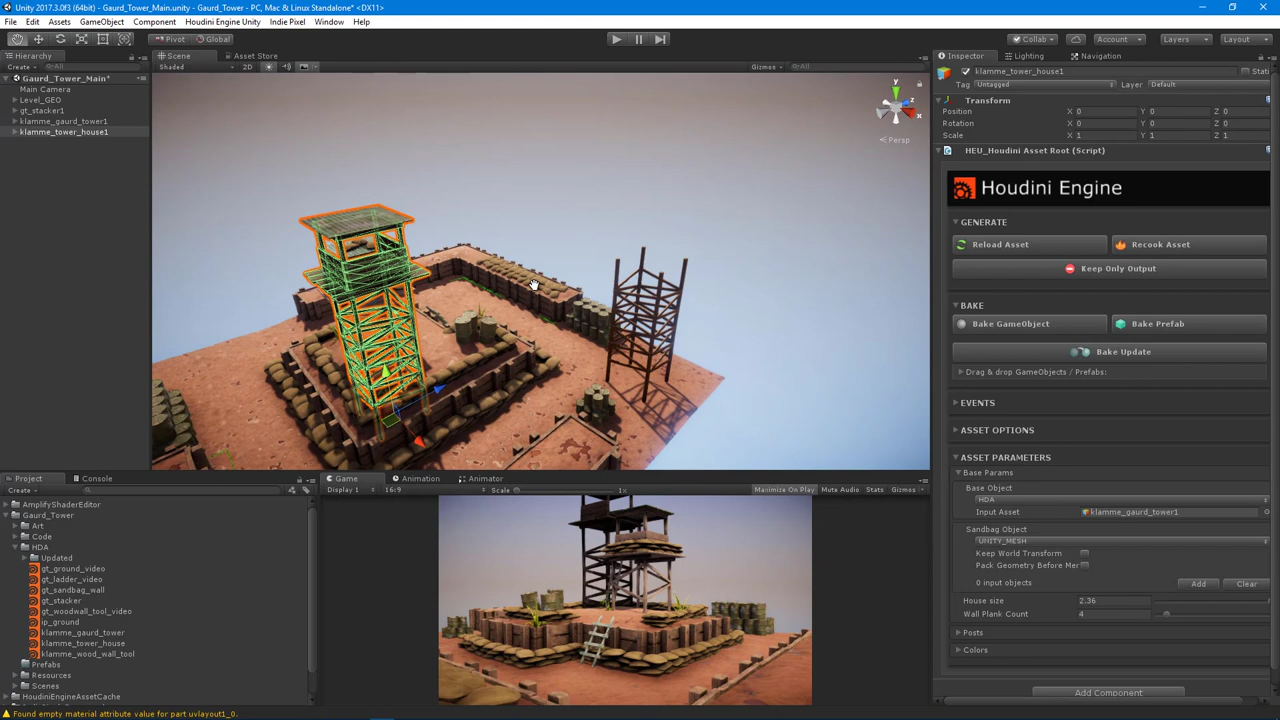 Unity 2017.3.0f3 (64bit) - Gaurd_Tower_Main.unity - Gaurd_Tower - PC, Mac & Linux Standalone* <DX11>
File Edit Assets GameObject Component Houdini Engine Unity Indie Pixel Window Help
Pivot Global Collab Account Layers Layout
Hierarchy
Create All
Gaurd_Tower_Main*
Main Camera
Level_GEO
gt_stacker1
klamme_gaurd_tower1
klamme_tower_house1
Scene Asset Store
Shaded 2D Gizmos All
y
z
x
Persp
Inspector Lighting Navigation
klamme_tower_house1 Stati
Tag Untagged Layer Default
Transform
Position X 0 Y 0 Z 0
Rotation X 0 Y 0 Z 0
Scale X 1 Y 1 Z 1
HEU_Houdini Asset Root (Script)
Houdini Engine
GENERATE
Reload Asset Recook Asset
Keep Only Output
BAKE
Bake GameObject Bake Prefab
Bake Update
Drag & drop GameObjects / Prefabs:
EVENTS
ASSET OPTIONS
ASSET PARAMETERS
Base Params
Base Object
HDA
Input Asset klamme_gaurd_tower1
Sandbag Object
UNITY_MESH
Keep World Transform
Pack Geometry Before Mer
0 input objects Add Clear
House size 2.36
Wall Plank Count 4
Posts
Colors
Add Component
Project Console
Create
AmplifyShaderEditor
Gaurd_Tower
Art
Code
HDA
Updated
gt_ground_video
gt_ladder_video
gt_sandbag_wall
gt_stacker
gt_woodwall_tool_video
ip_ground
klamme_gaurd_tower
klamme_tower_house
klamme_wood_wall_tool
Prefabs
Resources
Scenes
HoudiniEngineAssetCache
Game Animation Animator
Display 1 16:9 Scale 1x Maximize On Play Mute Audio Stats Gizmos
Found empty material attribute value for part uvlayout1_0.